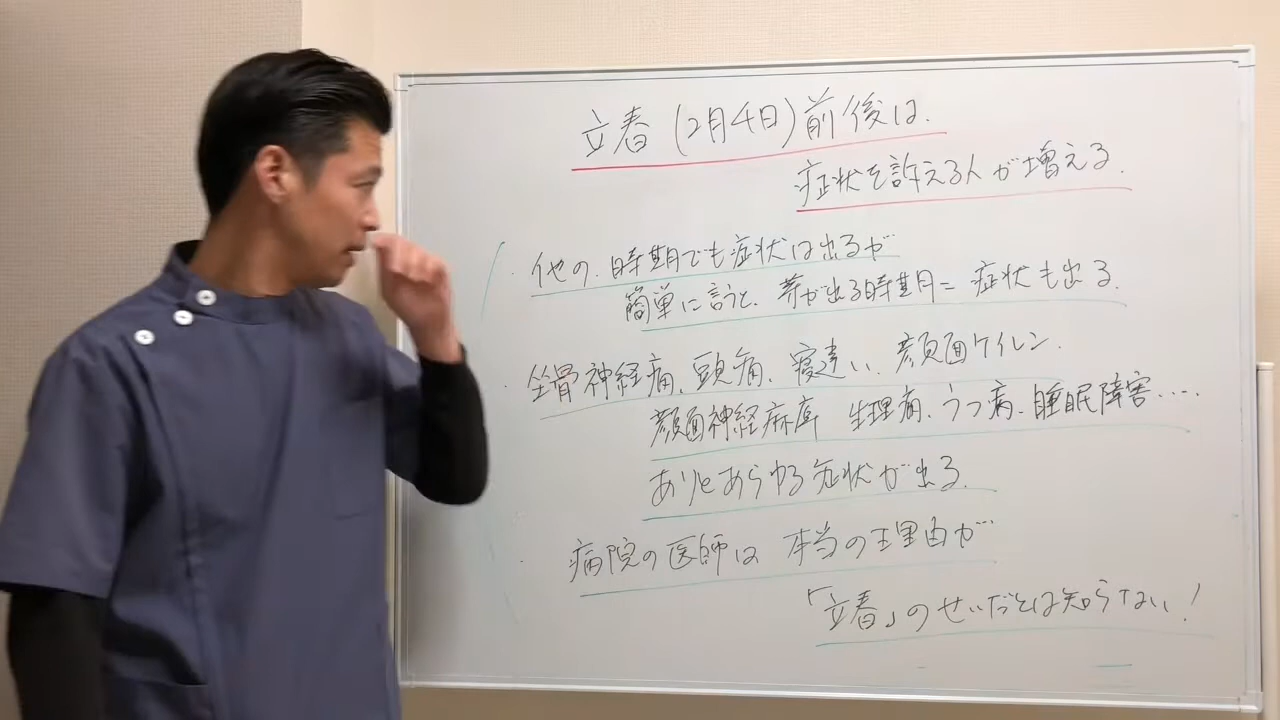 立春(2月4日)前後は、
症状を訴える人が増える.
・他の、時期でも症状は出るが
簡単に言うと、芽が出る時期=症状も出る.
・坐骨神経痛、頭痛、寝違い、顔面ケイレン.
顔面神経麻痺 生理痛、うつ病、睡眠障害‥‥
ありとあらゆる症状が出る.
・病院の医師は 本当の理由が
「立春」のせいだとは知らない!